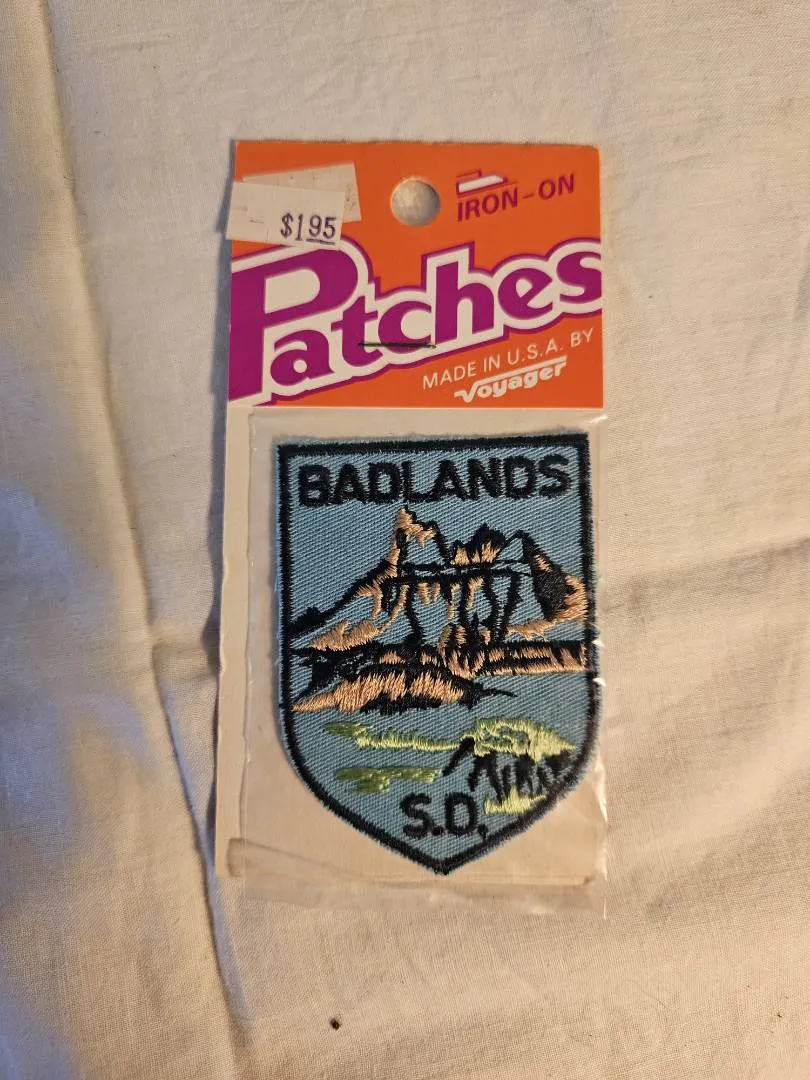 $1.95
IRON-ON
Patches
MADE IN U.S.A. BY
Voyager
BADLANDS
S.D.